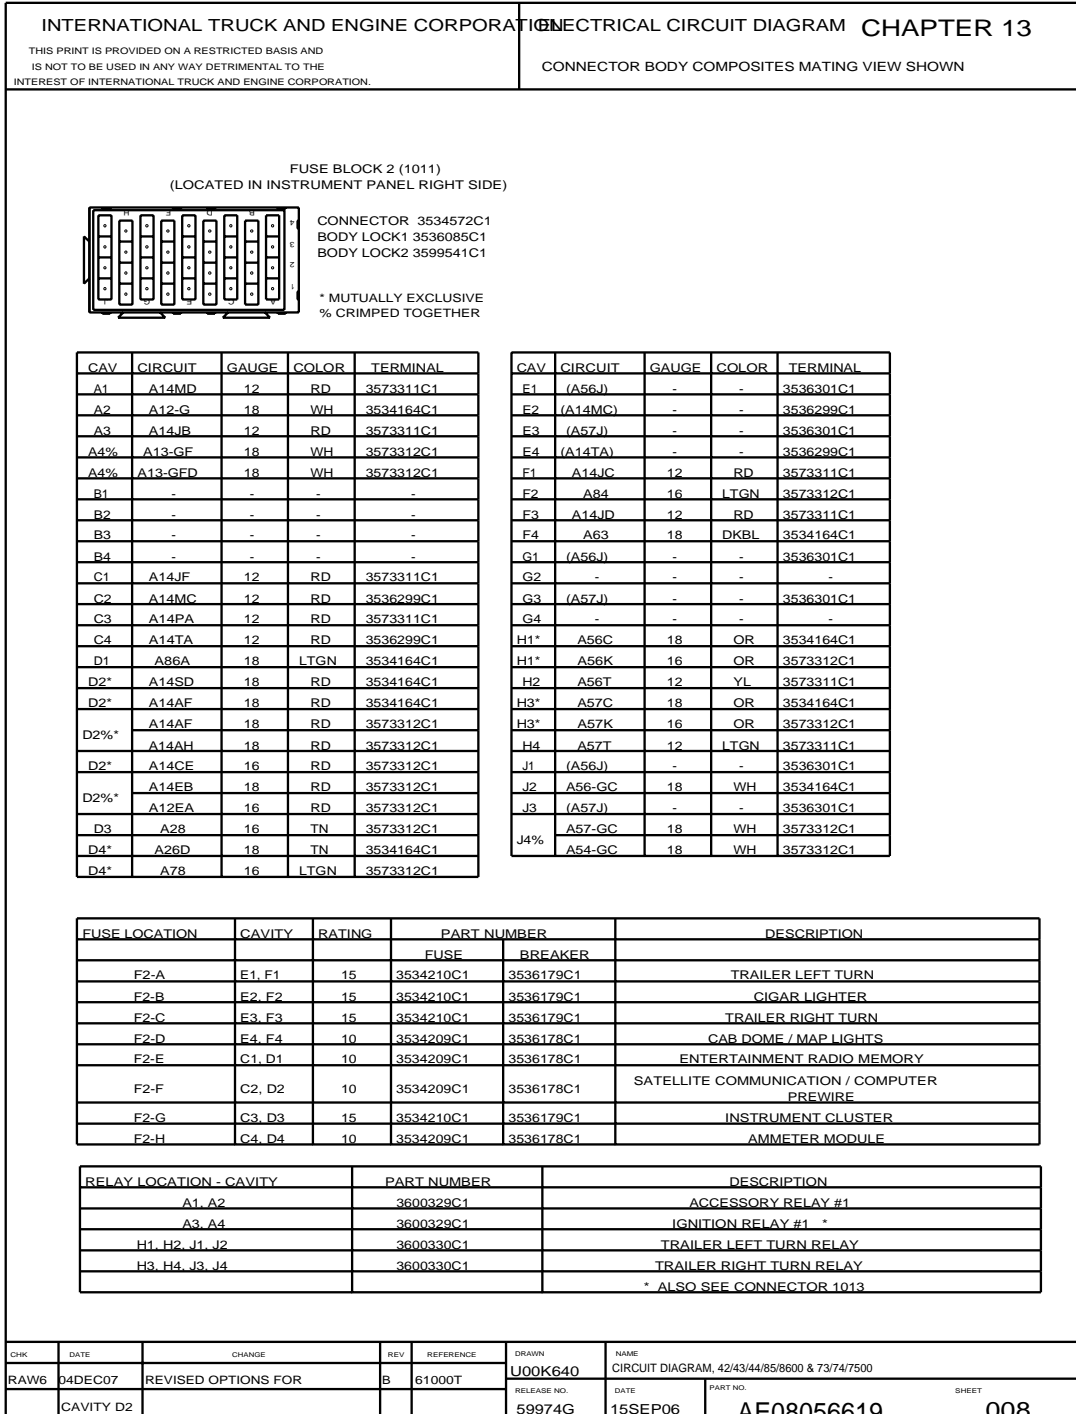 INTERNATIONAL TRUCK AND ENGINE CORPORATION
THIS PRINT IS PROVIDED ON A RESTRICTED BASIS AND
IS NOT TO BE USED IN ANY WAY DETRIMENTAL TO THE
INTEREST OF INTERNATIONAL TRUCK AND ENGINE CORPORATION.
ELECTRICAL CIRCUIT DIAGRAM CHAPTER 13
CONNECTOR BODY COMPOSITES MATING VIEW SHOWN
FUSE BLOCK 2 (1011)
(LOCATED IN INSTRUMENT PANEL RIGHT SIDE)
H F D B 4
3
2
1
J G E C A
CONNECTOR 3534572C1
BODY LOCK1 3536085C1
BODY LOCK2 3599541C1
* MUTUALLY EXCLUSIVE
% CRIMPED TOGETHER
CAV CIRCUIT GAUGE COLOR TERMINAL
A1 A14MD 12 RD 3573311C1
A2 A12-G 18 WH 3534164C1
A3 A14JB 12 RD 3573311C1
A4% A13-GF 18 WH 3573312C1
A4% A13-GFD 18 WH 3573312C1
B1 - - - -
B2 - - - -
B3 - - - -
B4 - - - -
C1 A14JF 12 RD 3573311C1
C2 A14MC 12 RD 3536299C1
C3 A14PA 12 RD 3573311C1
C4 A14TA 12 RD 3536299C1
D1 A86A 18 LTGN 3534164C1
D2* A14SD 18 RD 3534164C1
D2* A14AF 18 RD 3534164C1
D2%* A14AF 18 RD 3573312C1
A14AH 18 RD 3573312C1
D2* A14CE 16 RD 3573312C1
D2%* A14EB 18 RD 3573312C1
A12EA 16 RD 3573312C1
D3 A28 16 TN 3573312C1
D4* A26D 18 TN 3534164C1
D4* A78 16 LTGN 3573312C1
CAV CIRCUIT GAUGE COLOR TERMINAL
E1 (A56J) - - 3536301C1
E2 (A14MC) - - 3536299C1
E3 (A57J) - - 3536301C1
E4 (A14TA) - - 3536299C1
F1 A14JC 12 RD 3573311C1
F2 A84 16 LTGN 3573312C1
F3 A14JD 12 RD 3573311C1
F4 A63 18 DKBL 3534164C1
G1 (A56J) - - 3536301C1
G2 - - - -
G3 (A57J) - - 3536301C1
G4 - - - -
H1* A56C 18 OR 3534164C1
H1* A56K 16 OR 3573312C1
H2 A56T 12 YL 3573311C1
H3* A57C 18 OR 3534164C1
H3* A57K 16 OR 3573312C1
H4 A57T 12 LTGN 3573311C1
J1 (A56J) - - 3536301C1
J2 A56-GC 18 WH 3534164C1
J3 (A57J) - - 3536301C1
J4% A57-GC 18 WH 3573312C1
A54-GC 18 WH 3573312C1
FUSE LOCATION CAVITY RATING PART NUMBER DESCRIPTION
FUSE BREAKER
F2-A E1, F1 15 3534210C1 3536179C1 TRAILER LEFT TURN
F2-B E2, F2 15 3534210C1 3536179C1 CIGAR LIGHTER
F2-C E3, F3 15 3534210C1 3536179C1 TRAILER RIGHT TURN
F2-D E4, F4 10 3534209C1 3536178C1 CAB DOME / MAP LIGHTS
F2-E C1, D1 10 3534209C1 3536178C1 ENTERTAINMENT RADIO MEMORY
F2-F C2, D2 10 3534209C1 3536178C1 SATELLITE COMMUNICATION / COMPUTER
PREWIRE
F2-G C3, D3 15 3534210C1 3536179C1 INSTRUMENT CLUSTER
F2-H C4, D4 10 3534209C1 3536178C1 AMMETER MODULE
RELAY LOCATION - CAVITY PART NUMBER DESCRIPTION
A1, A2 3600329C1 ACCESSORY RELAY #1
A3, A4 3600329C1 IGNITION RELAY #1 *
H1, H2, J1, J2 3600330C1 TRAILER LEFT TURN RELAY
H3, H4, J3, J4 3600330C1 TRAILER RIGHT TURN RELAY
* ALSO SEE CONNECTOR 1013
CHK DATE CHANGE REV REFERENCE DRAWN NAME
RAW6 04DEC07 REVISED OPTIONS FOR B 61000T U00K640 CIRCUIT DIAGRAM, 42/43/44/85/8600 & 73/74/7500
RELEASE NO. DATE PART NO. SHEET
CAVITY D2 59974G 15SEP06 AE08056619 008